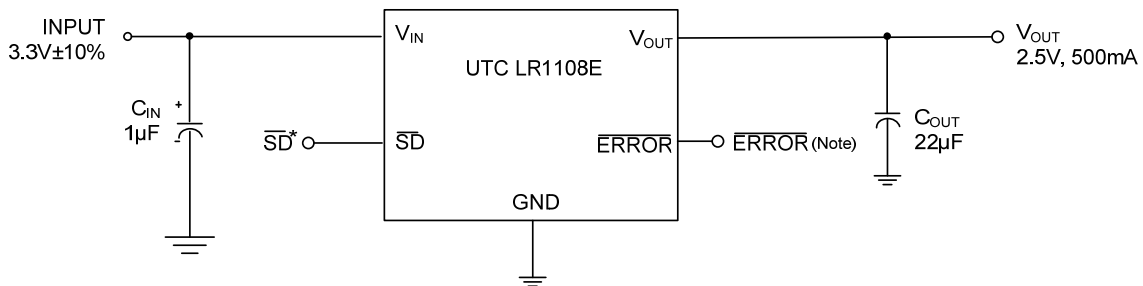 INPUT
3.3V±10%
VIN
VOUT
VOUT
2.5V, 500mA
UTC LR1108E
CIN
1µF
+
-
SD*
SD
ERROR
ERROR (Note)
COUT
22µF
GND